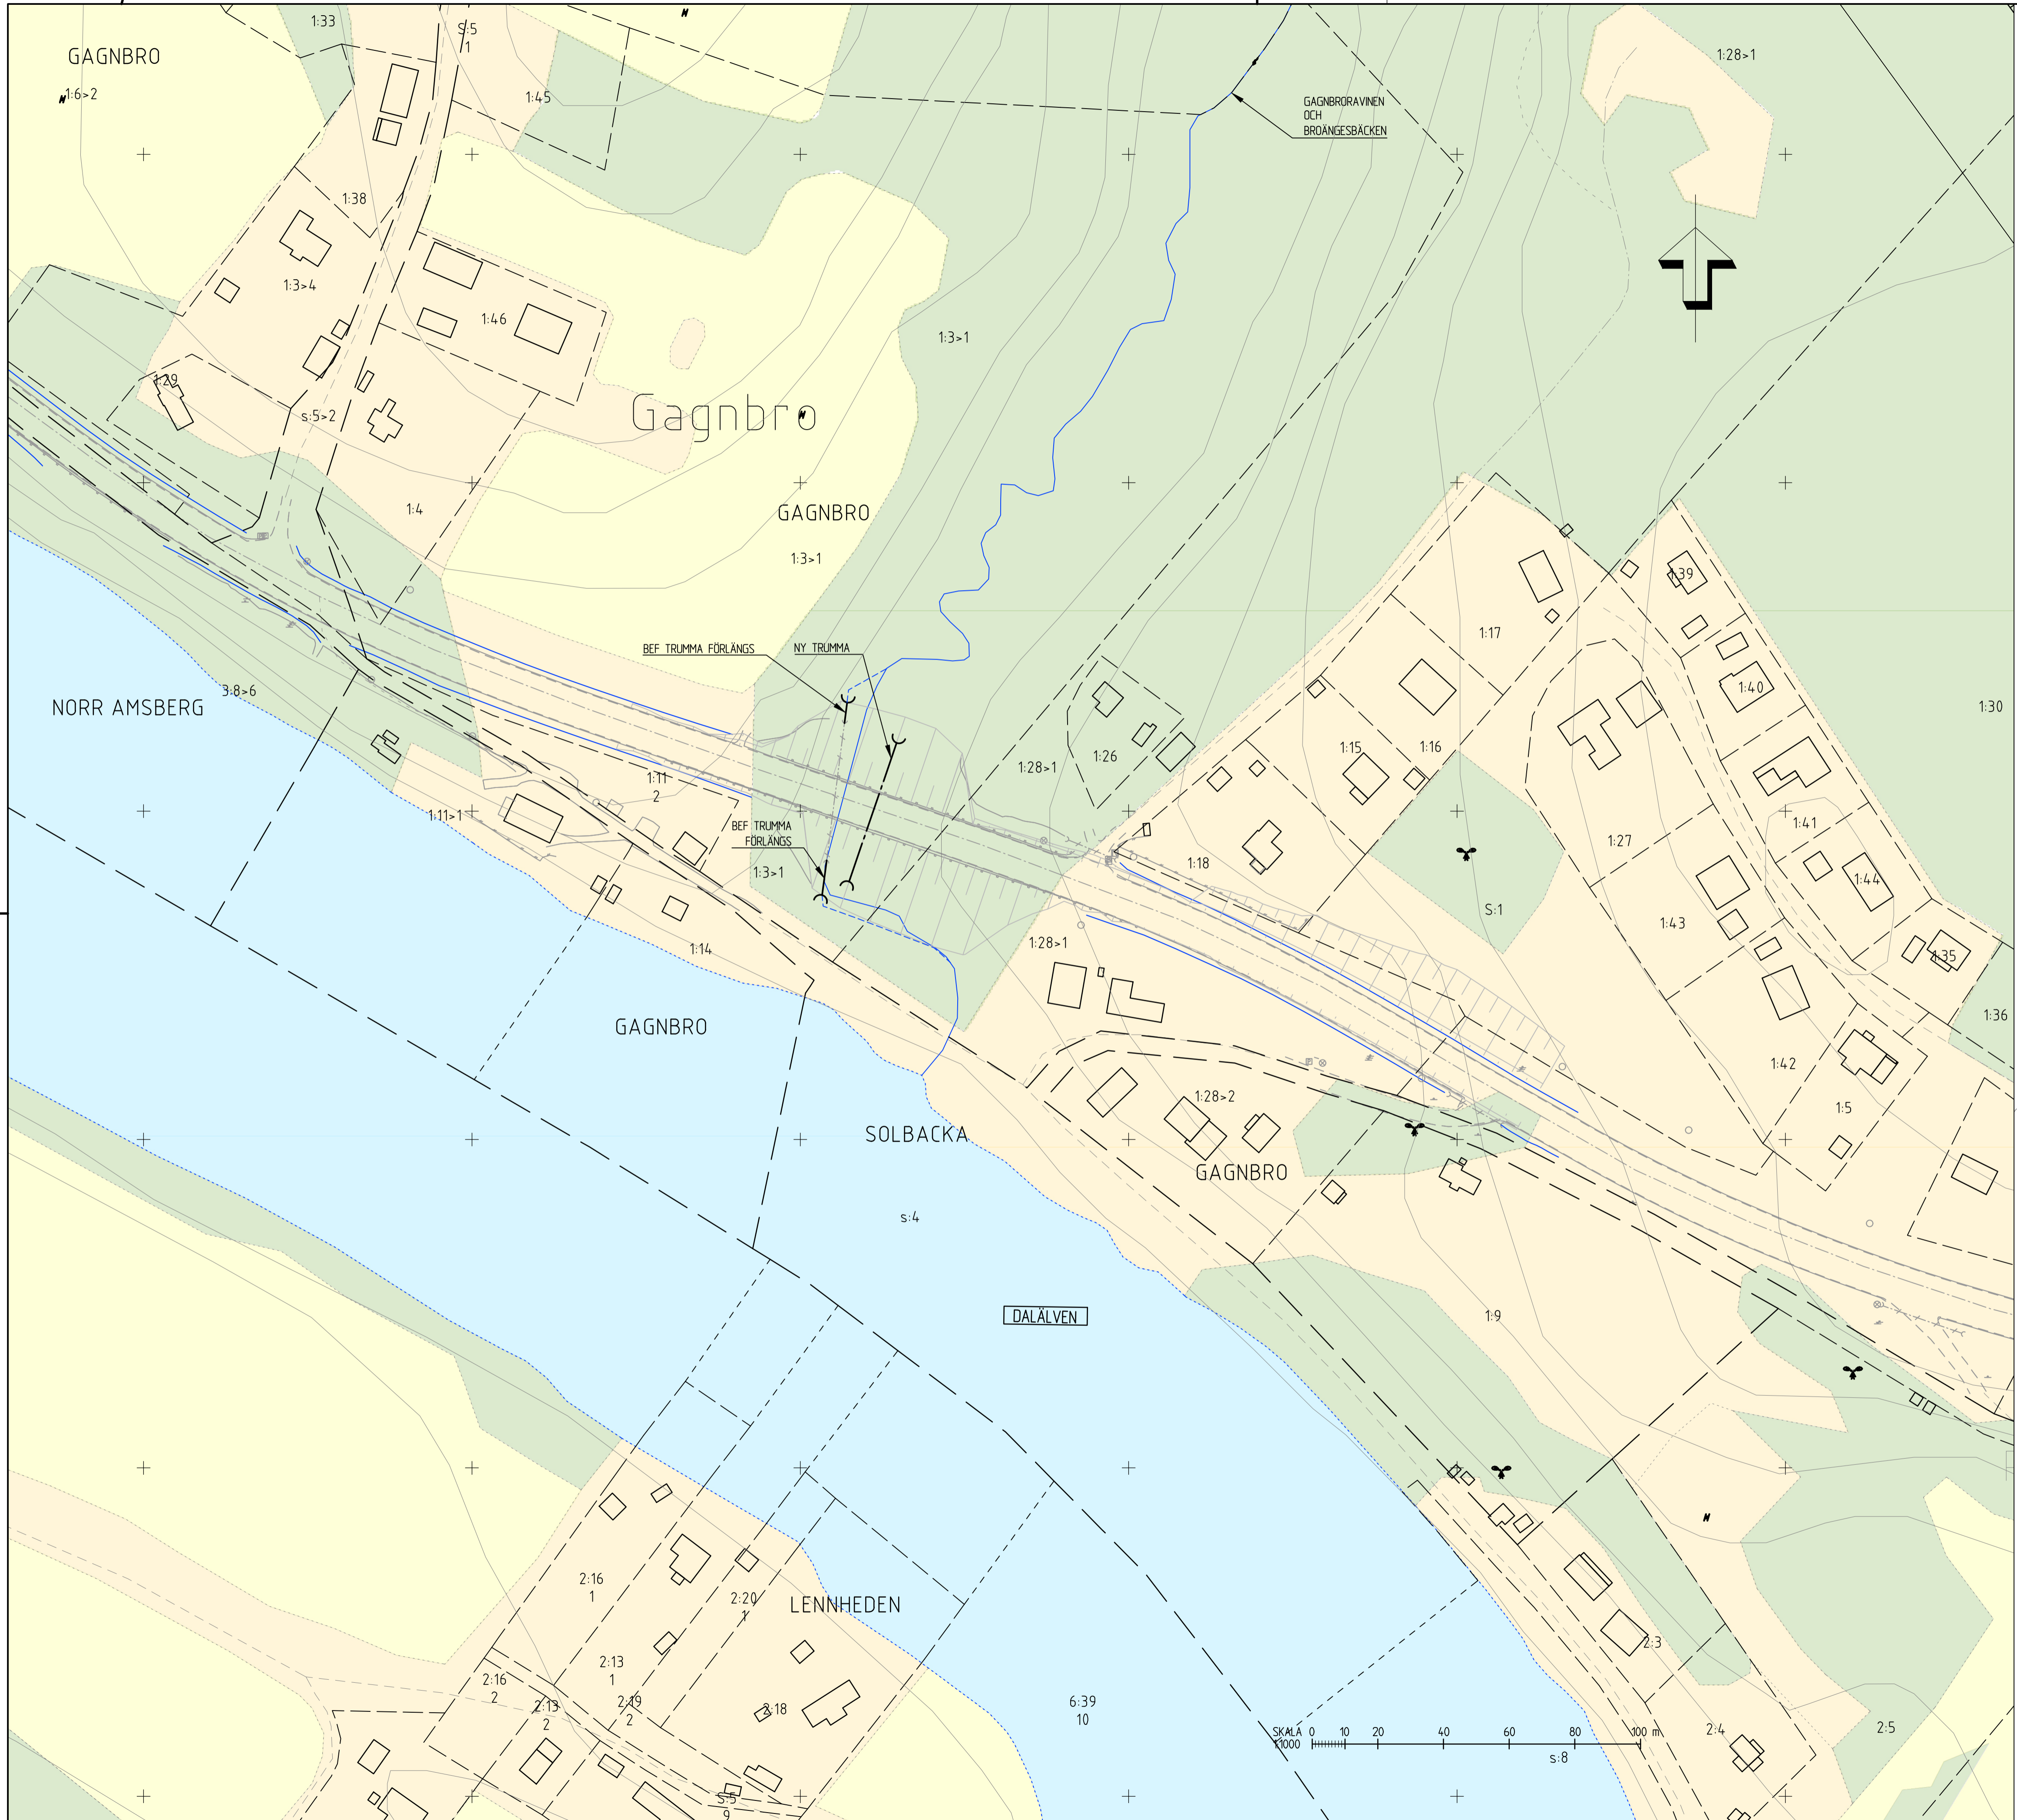 1:33
S:5
1
GAGNBRO
1:6>2
1:45
1:28>1
GAGNBRORAVINEN
OCH
BROÄNGESBÄCKEN
1:38
1:3>4
1:46
1:3>1
1:29
s:5>2
Gagnbro
1:4
GAGNBRO
1:3>1
1:39
1:17
BEF TRUMMA FÖRLÄNGS
NY TRUMMA
3:8>6
NORR AMSBERG
1:40
1:30
1:15
1:16
1:26
1:28>1
1:11
2
1:11>1
BEF TRUMMA
FÖRLÄNGS
1:41
1:27
1:18
1:3>1
1:44
S:1
1:43
1:28>1
1:14
1:35
1:36
GAGNBRO
1:42
1:28>2
1:5
SOLBACKA
GAGNBRO
s:4
DALÄLVEN
1:9
2:16
1
2:20
1
LENNHEDEN
2:3
2:13
1
2:16
2
2:13
2
2:19
2
2:18
6:39
10
2:4
2:5
SKALA 0 10 20 40 60 80 100 m
1:1000
s:8
s:5
9